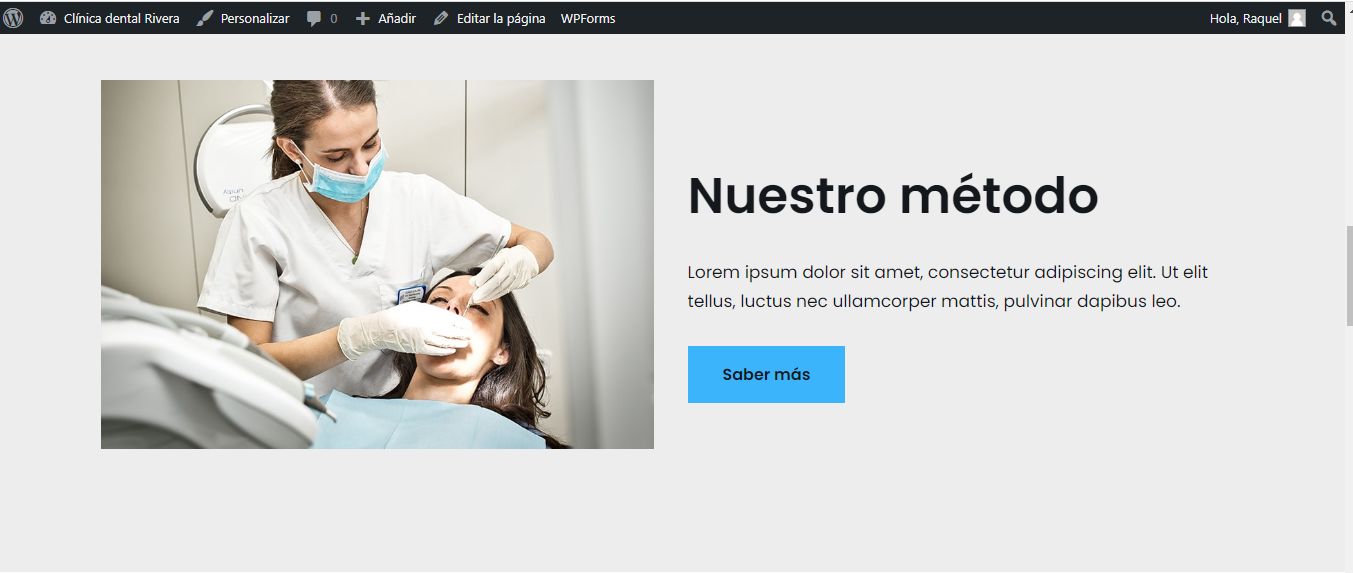 Clínica dental Rivera Personalizar 0 Añadir Editar la página WPForms Hola, Raquel
Nuestro método
Lorem ipsum dolor sit amet, consectetur adipiscing elit. Ut elit
tellus, luctus nec ullamcorper mattis, pulvinar dapibus leo.
Saber más